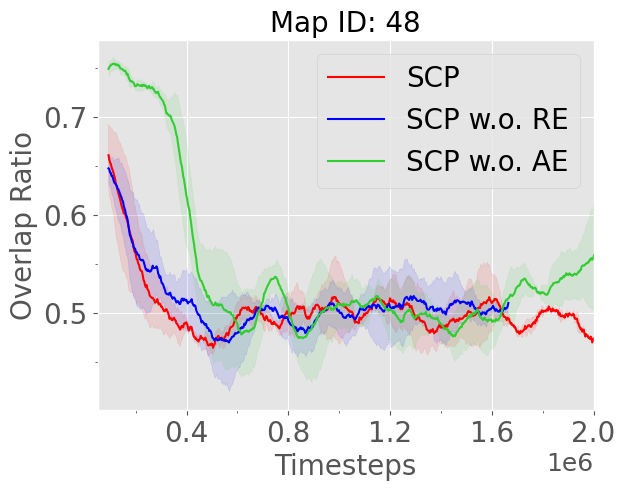 Map ID: 48
SCP
SCP w.o. RE
SCP w.o. AE
Overlap Ratio
0.7
0.6
0.5
0.4 0.8 1.2 1.6 2.0
Timesteps
1e6